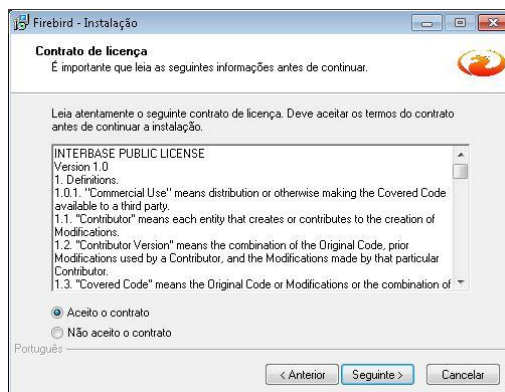 Firebird - Instalação
Contrato de licença
É importante que leia as seguintes informações antes de continuar.
Leia atentamente o seguinte contrato de licença. Deve aceitar os termos do contrato
antes de continuar a instalação.
INTERBASE PUBLIC LICENSE
Version 1.0
1. Definitions.
1.0.1. "Commercial Use" means distribution or otherwise making the Covered Code
available to a third party.
1.1. "Contributor" means each entity that creates or contributes to the creation of
Modifications.
1.2. "Contributor Version" means the combination of the Original Code, prior
Modifications used by a Contributor, and the Modifications made by that particular
Contributor.
1.3. "Covered Code" means the Original Code or Modifications or the combination of
Aceito o contrato
Não aceito o contrato
Português
< Anterior
Seguinte >
Cancelar